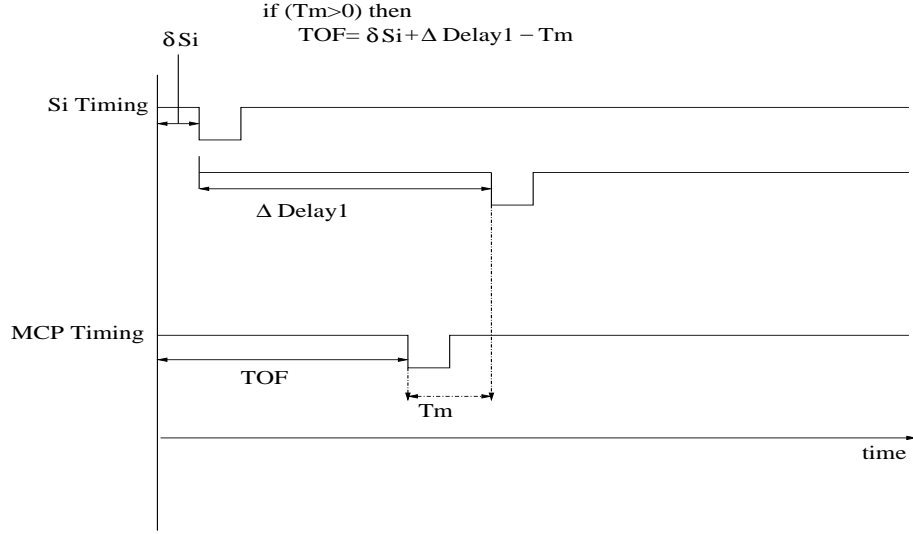 if (Tm>0) then
TOF= δSi+Δ Delay1 − Tm
δSi
Si Timing
Δ Delay1
MCP Timing
TOF
Tm
time